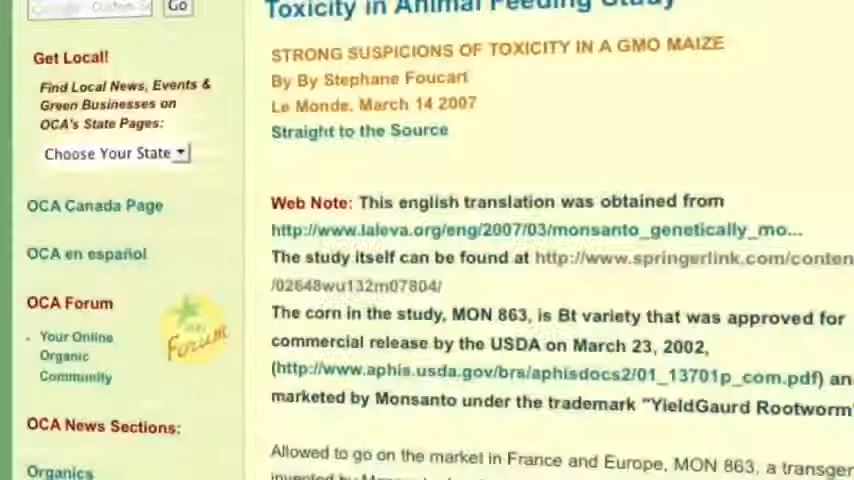 Go
Toxicity in Animal Feeding Study
Get Local!
Find Local News, Events &
Green Businesses on
OCA's State Pages:
Choose Your State
OCA Canada Page
OCA en español
OCA Forum
Forum
Your Online
Organic
Community
OCA News Sections:
Organics
STRONG SUSPICIONS OF TOXICITY IN A GMO MAIZE
By By Stephane Foucart
Le Monde, March 14 2007
Straight to the Source
Web Note: This english translation was obtained from
http://www.laleva.org/eng/2007/03/monsanto_genetically_mo...
The study itself can be found at http://www.springerlink.com/conten
/02648wu132m07804/
The corn in the study, MON 863, is Bt variety that was approved for
commercial release by the USDA on March 23, 2002,
(http://www.aphis.usda.gov/brs/aphisdocs2/01_13701p_com.pdf) an
marketed by Monsanto under the trademark "YieldGaurd Rootworm"
Allowed to go on the market in France and Europe, MON 863, a transgen
invented by